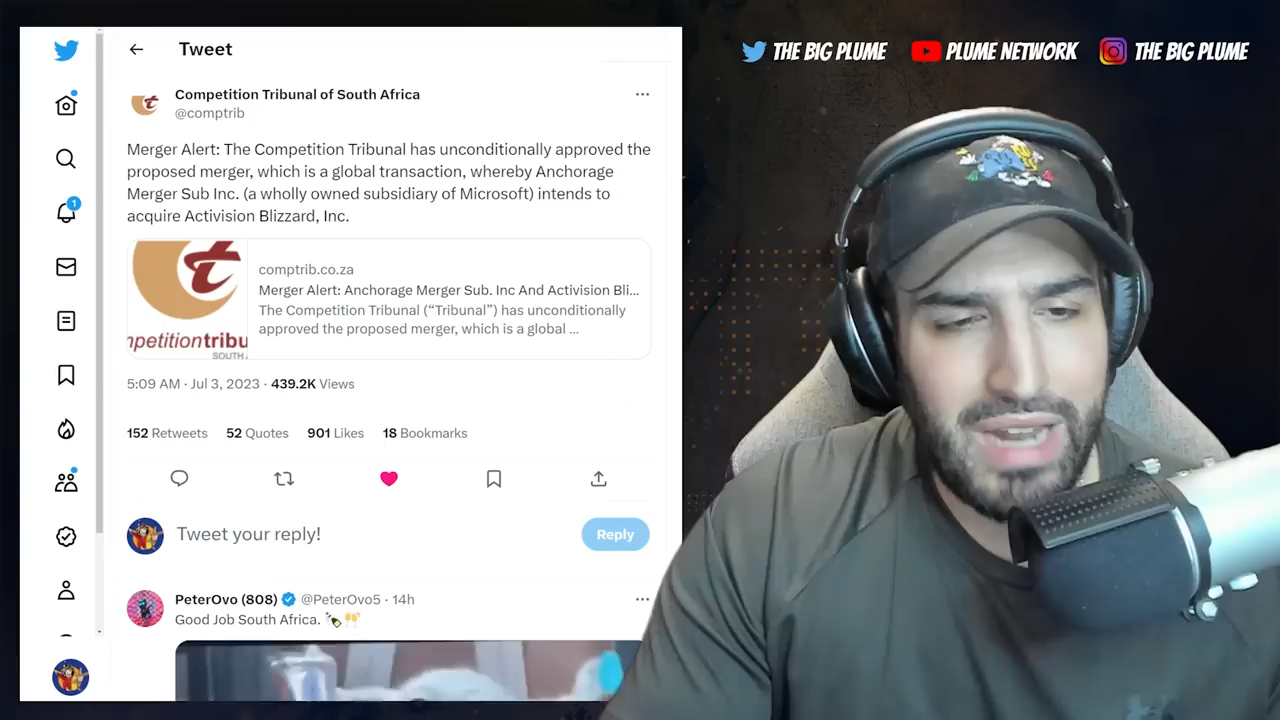 THE BIG PLUME PLUME NETWORK THE BIG PLUME
Tweet
Competition Tribunal of South Africa
@comptrib
Merger Alert: The Competition Tribunal has unconditionally approved the
proposed merger, which is a global transaction, whereby Anchorage
Merger Sub Inc. (a wholly owned subsidiary of Microsoft) intends to
acquire Activision Blizzard, Inc.
comptrib.co.za
Merger Alert: Anchorage Merger Sub. Inc And Activision Bli...
The Competition Tribunal (“Tribunal”) has unconditionally
approved the proposed merger, which is a global ...
npetitiontribu
SOUTH
5:09 AM · Jul 3, 2023 · 439.2K Views
152 Retweets 52 Quotes 901 Likes 18 Bookmarks
Tweet your reply!
Reply
PeterOvo (808) @PeterOvo5 · 14h
Good Job South Africa. 🍾🥂
1